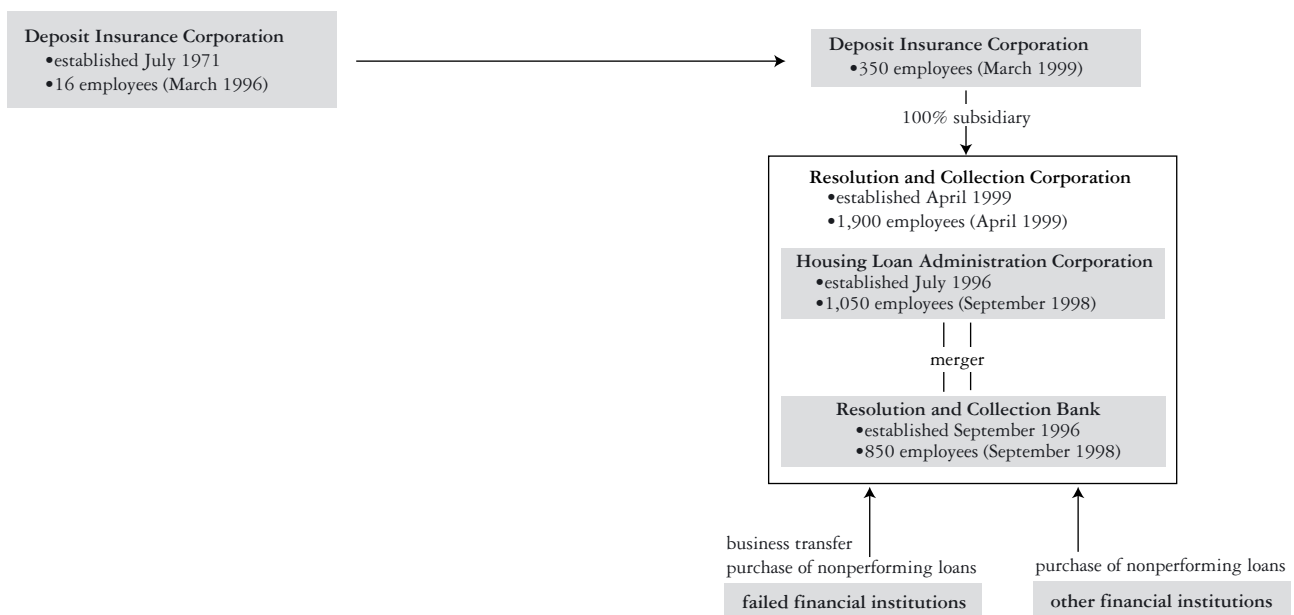 Deposit Insurance Corporation
•established July 1971
•16 employees (March 1996)
Deposit Insurance Corporation
•350 employees (March 1999)
100% subsidiary
Resolution and Collection Corporation
•established April 1999
•1,900 employees (April 1999)
Housing Loan Administration Corporation
•established July 1996
•1,050 employees (September 1998)
merger
Resolution and Collection Bank
•established September 1996
•850 employees (September 1998)
business transfer
purchase of nonperforming loans
failed financial institutions
purchase of nonperforming loans
other financial institutions